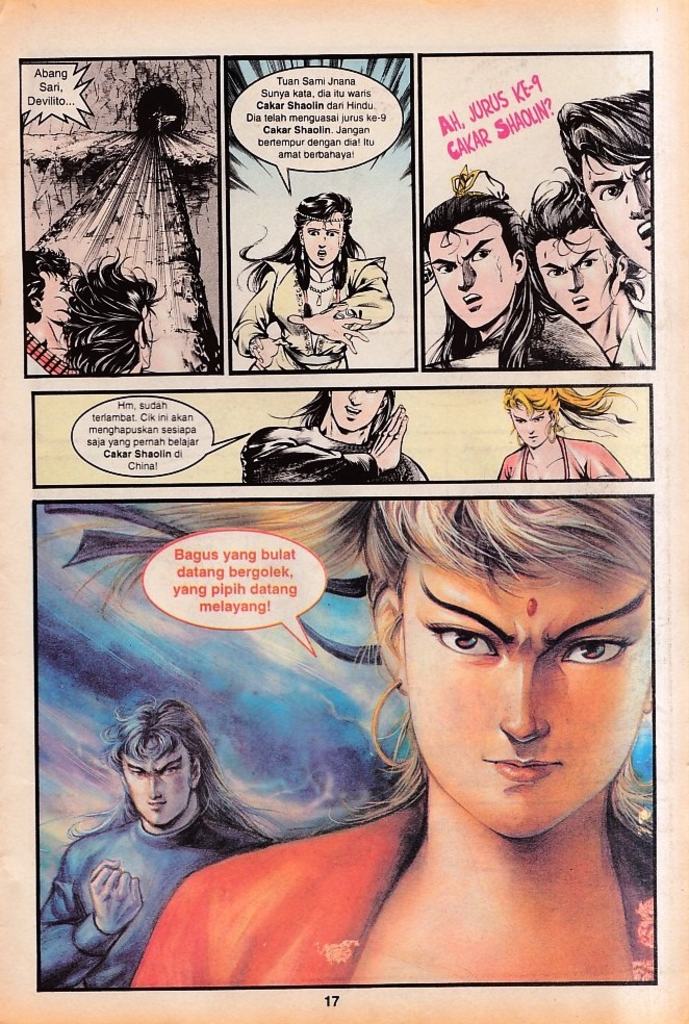 Abang
Sari,
Devilito...
Tuan Sami Jnana
Sunya kata, dia itu waris
Cakar Shaolin dari Hindu.
Dia telah menguasai jurus ke-9
Cakar Shaolin. Jangan
bertempur dengan dia! Itu
amat berbahaya!
AH, JURUS KE-9
CAKAR SHAOLIN?
Hm, sudah
terlambat. Cik ini akan
menghapuskan sesiapa
saja yang pernah belajar
Cakar Shaolin di
China!
Bagus yang bulat
datang bergolek,
yang pipih datang
melayang!
17